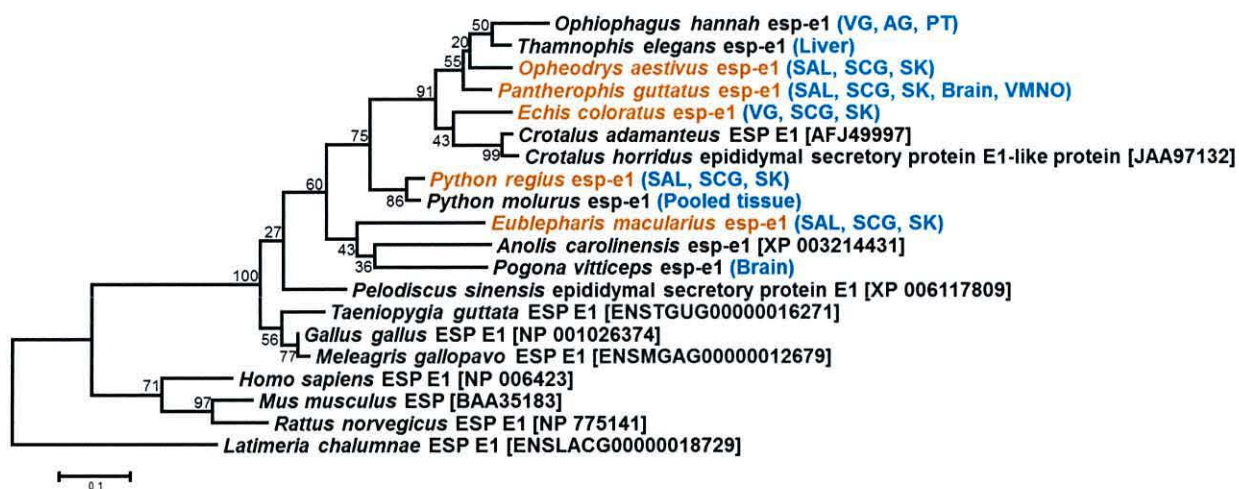 50 Ophiophagus hannah esp-e1 (VG, AG, PT)
20 Thamnophis elegans esp-e1 (Liver)
55 Opheodrys aestivus esp-e1 (SAL, SCG, SK)
91 Pantherophis guttatus esp-e1 (SAL, SCG, SK, Brain, VMNO)
Echis coloratus esp-e1 (VG, SCG, SK)
75 43 Crotalus adamanteus ESP E1 [AFJ49997]
99 Crotalus horridus epididymal secretory protein E1-like protein [JAA97132]
60 Python regius esp-e1 (SAL, SCG, SK)
86 Python molurus esp-e1 (Pooled tissue)
Eublepharis macularius esp-e1 (SAL, SCG, SK)
27 43 Anolis carolinensis esp-e1 [XP 003214431]
36 Pogona vitticeps esp-e1 (Brain)
100 Pelodiscus sinensis epididymal secretory protein E1 [XP 006117809]
Taeniopygia guttata ESP E1 [ENSTGUG00000016271]
56 Gallus gallus ESP E1 [NP 001026374]
77 Meleagris gallopavo ESP E1 [ENSMGAG00000012679]
71 Homo sapiens ESP E1 [NP 006423]
97 Mus musculus ESP [BAA35183]
Rattus norvegicus ESP E1 [NP 775141]
Latimeria chalumnae ESP E1 [ENSLACG00000018729]
0.1